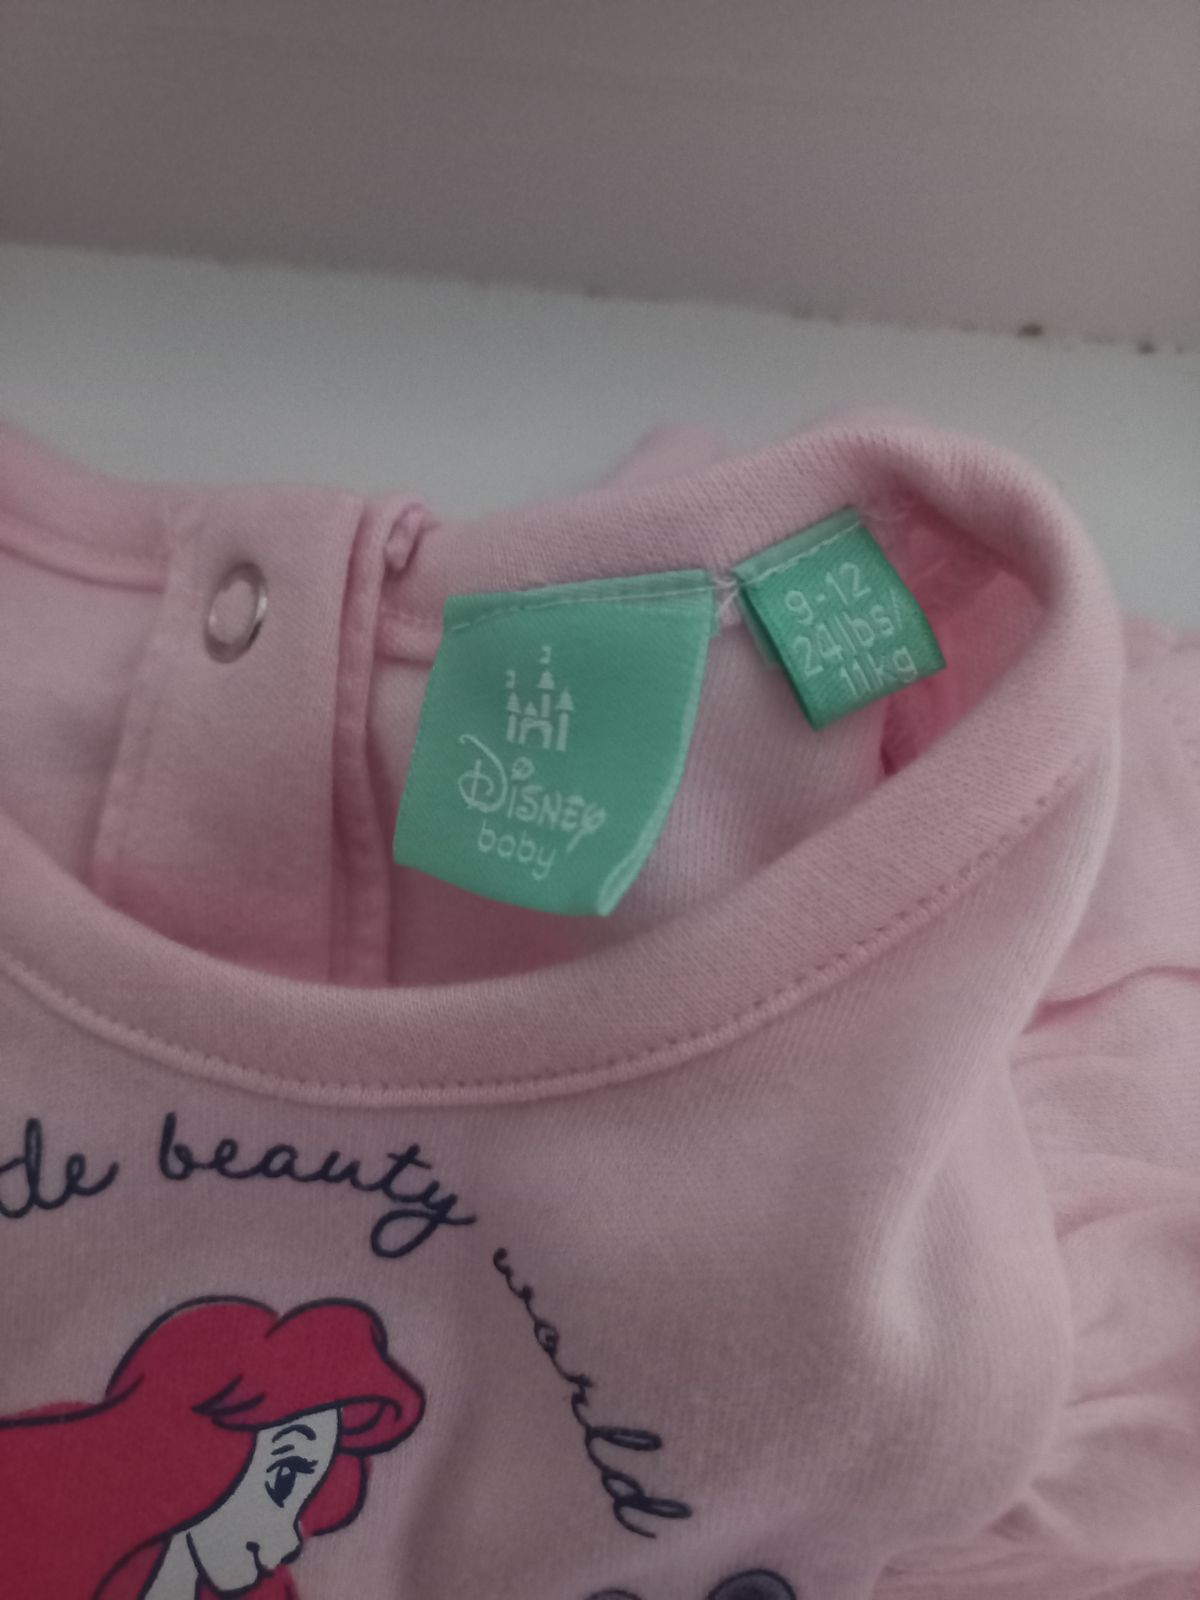 9-12
24lbs/
11kg
Disney
baby
de beauty world